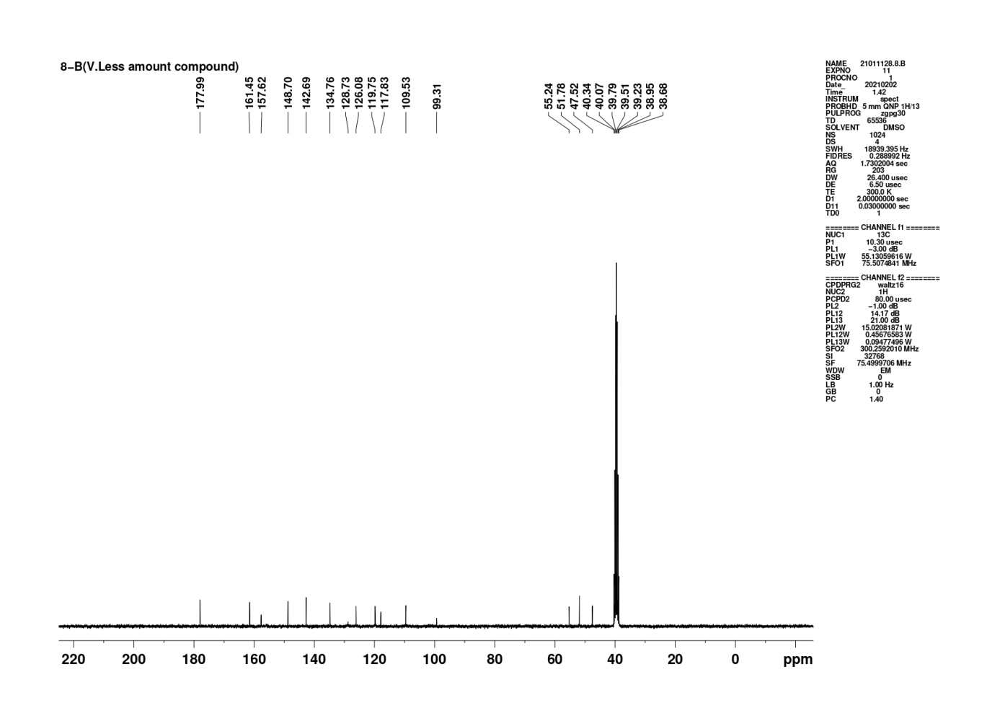 8–B(V.Less amount compound)
177.99
161.45
157.62
148.70
142.69
134.76
128.73
126.08
119.75
117.83
109.53
99.31
55.24
51.78
47.52
40.34
40.07
39.79
39.51
39.23
38.95
38.68
NAME 21011128.8.B
EXPNO 11
PROCNO 1
Date_ 20210202
Time 1.42
INSTRUM spect
PROBHD 5 mm QNP 1H/13
PULPROG zgpg30
TD 65536
SOLVENT DMSO
NS 1024
DS 4
SWH 18939.395 Hz
FIDRES 0.288992 Hz
AQ 1.7302004 sec
RG 203
DW 26.400 usec
DE 6.50 usec
TE 300.0 K
D1 2.00000000 sec
D11 0.03000000 sec
TD0 1
======== CHANNEL f1 ========
NUC1 13C
P1 10.30 usec
PL1 –3.00 dB
PL1W 55.13059616 W
SFO1 75.5074841 MHz
======== CHANNEL f2 ========
CPDPRG2 waltz16
NUC2 1H
PCPD2 80.00 usec
PL2 –1.00 dB
PL12 14.17 dB
PL13 21.00 dB
PL2W 15.02081871 W
PL12W 0.45676583 W
PL13W 0.09477496 W
SFO2 300.2592010 MHz
SI 32768
SF 75.4999706 MHz
WDW EM
SSB 0
LB 1.00 Hz
GB 0
PC 1.40
220 200 180 160 140 120 100 80 60 40 20 0 ppm